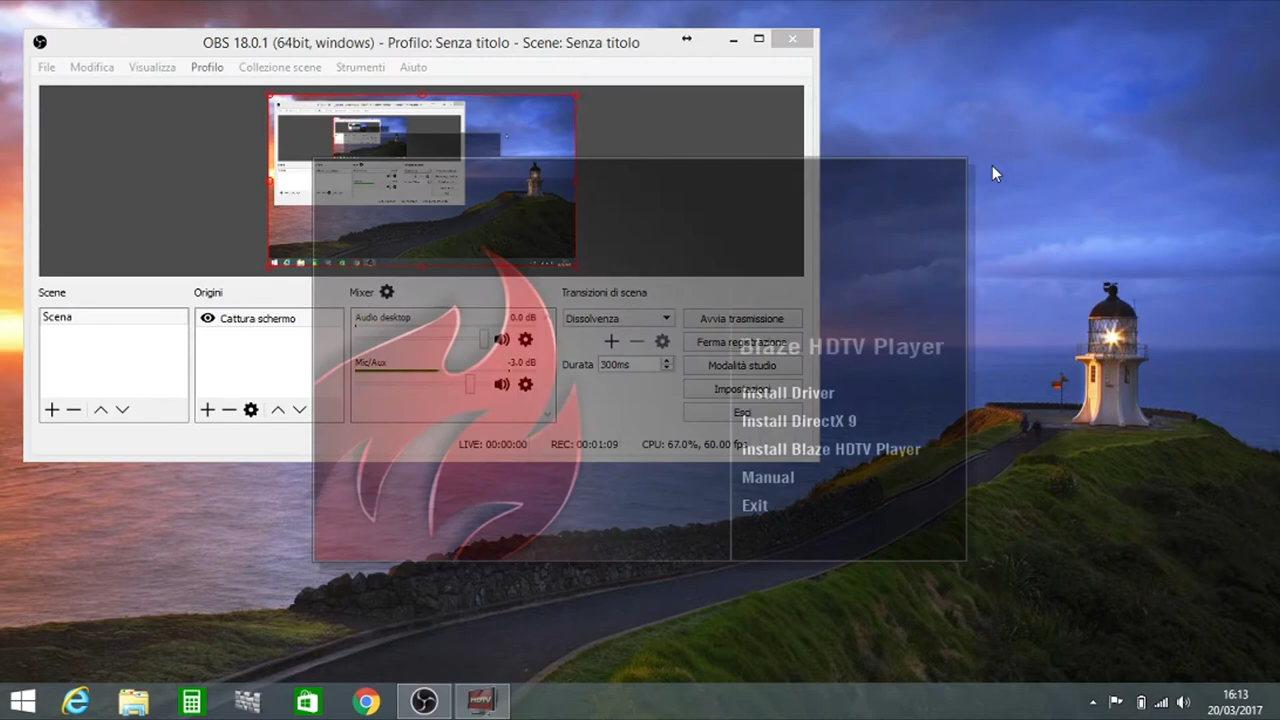 OBS 18.0.1 (64bit, windows) - Profilo: Senza titolo - Scene: Senza titolo
File Modifica Visualizza Profilo Collezione scene Strumenti Aiuto
Scene
Scena
Origini
Cattura schermo
Mixer
Audio desktop 0.0 dB
Mic/Aux -3.0 dB
Transizioni di scena
Dissolvenza
Durata 300ms
Avvia trasmissione
Ferma registrazione
Modalità studio
Impostazioni
Esci
LIVE: 00:00:00 REC: 00:01:09 CPU: 67.0%, 60.00 fps
Blaze HDTV Player
Install Driver
Install DirectX 9
Install Blaze HDTV Player
Manual
Exit
HDTV
16:13
20/03/2017